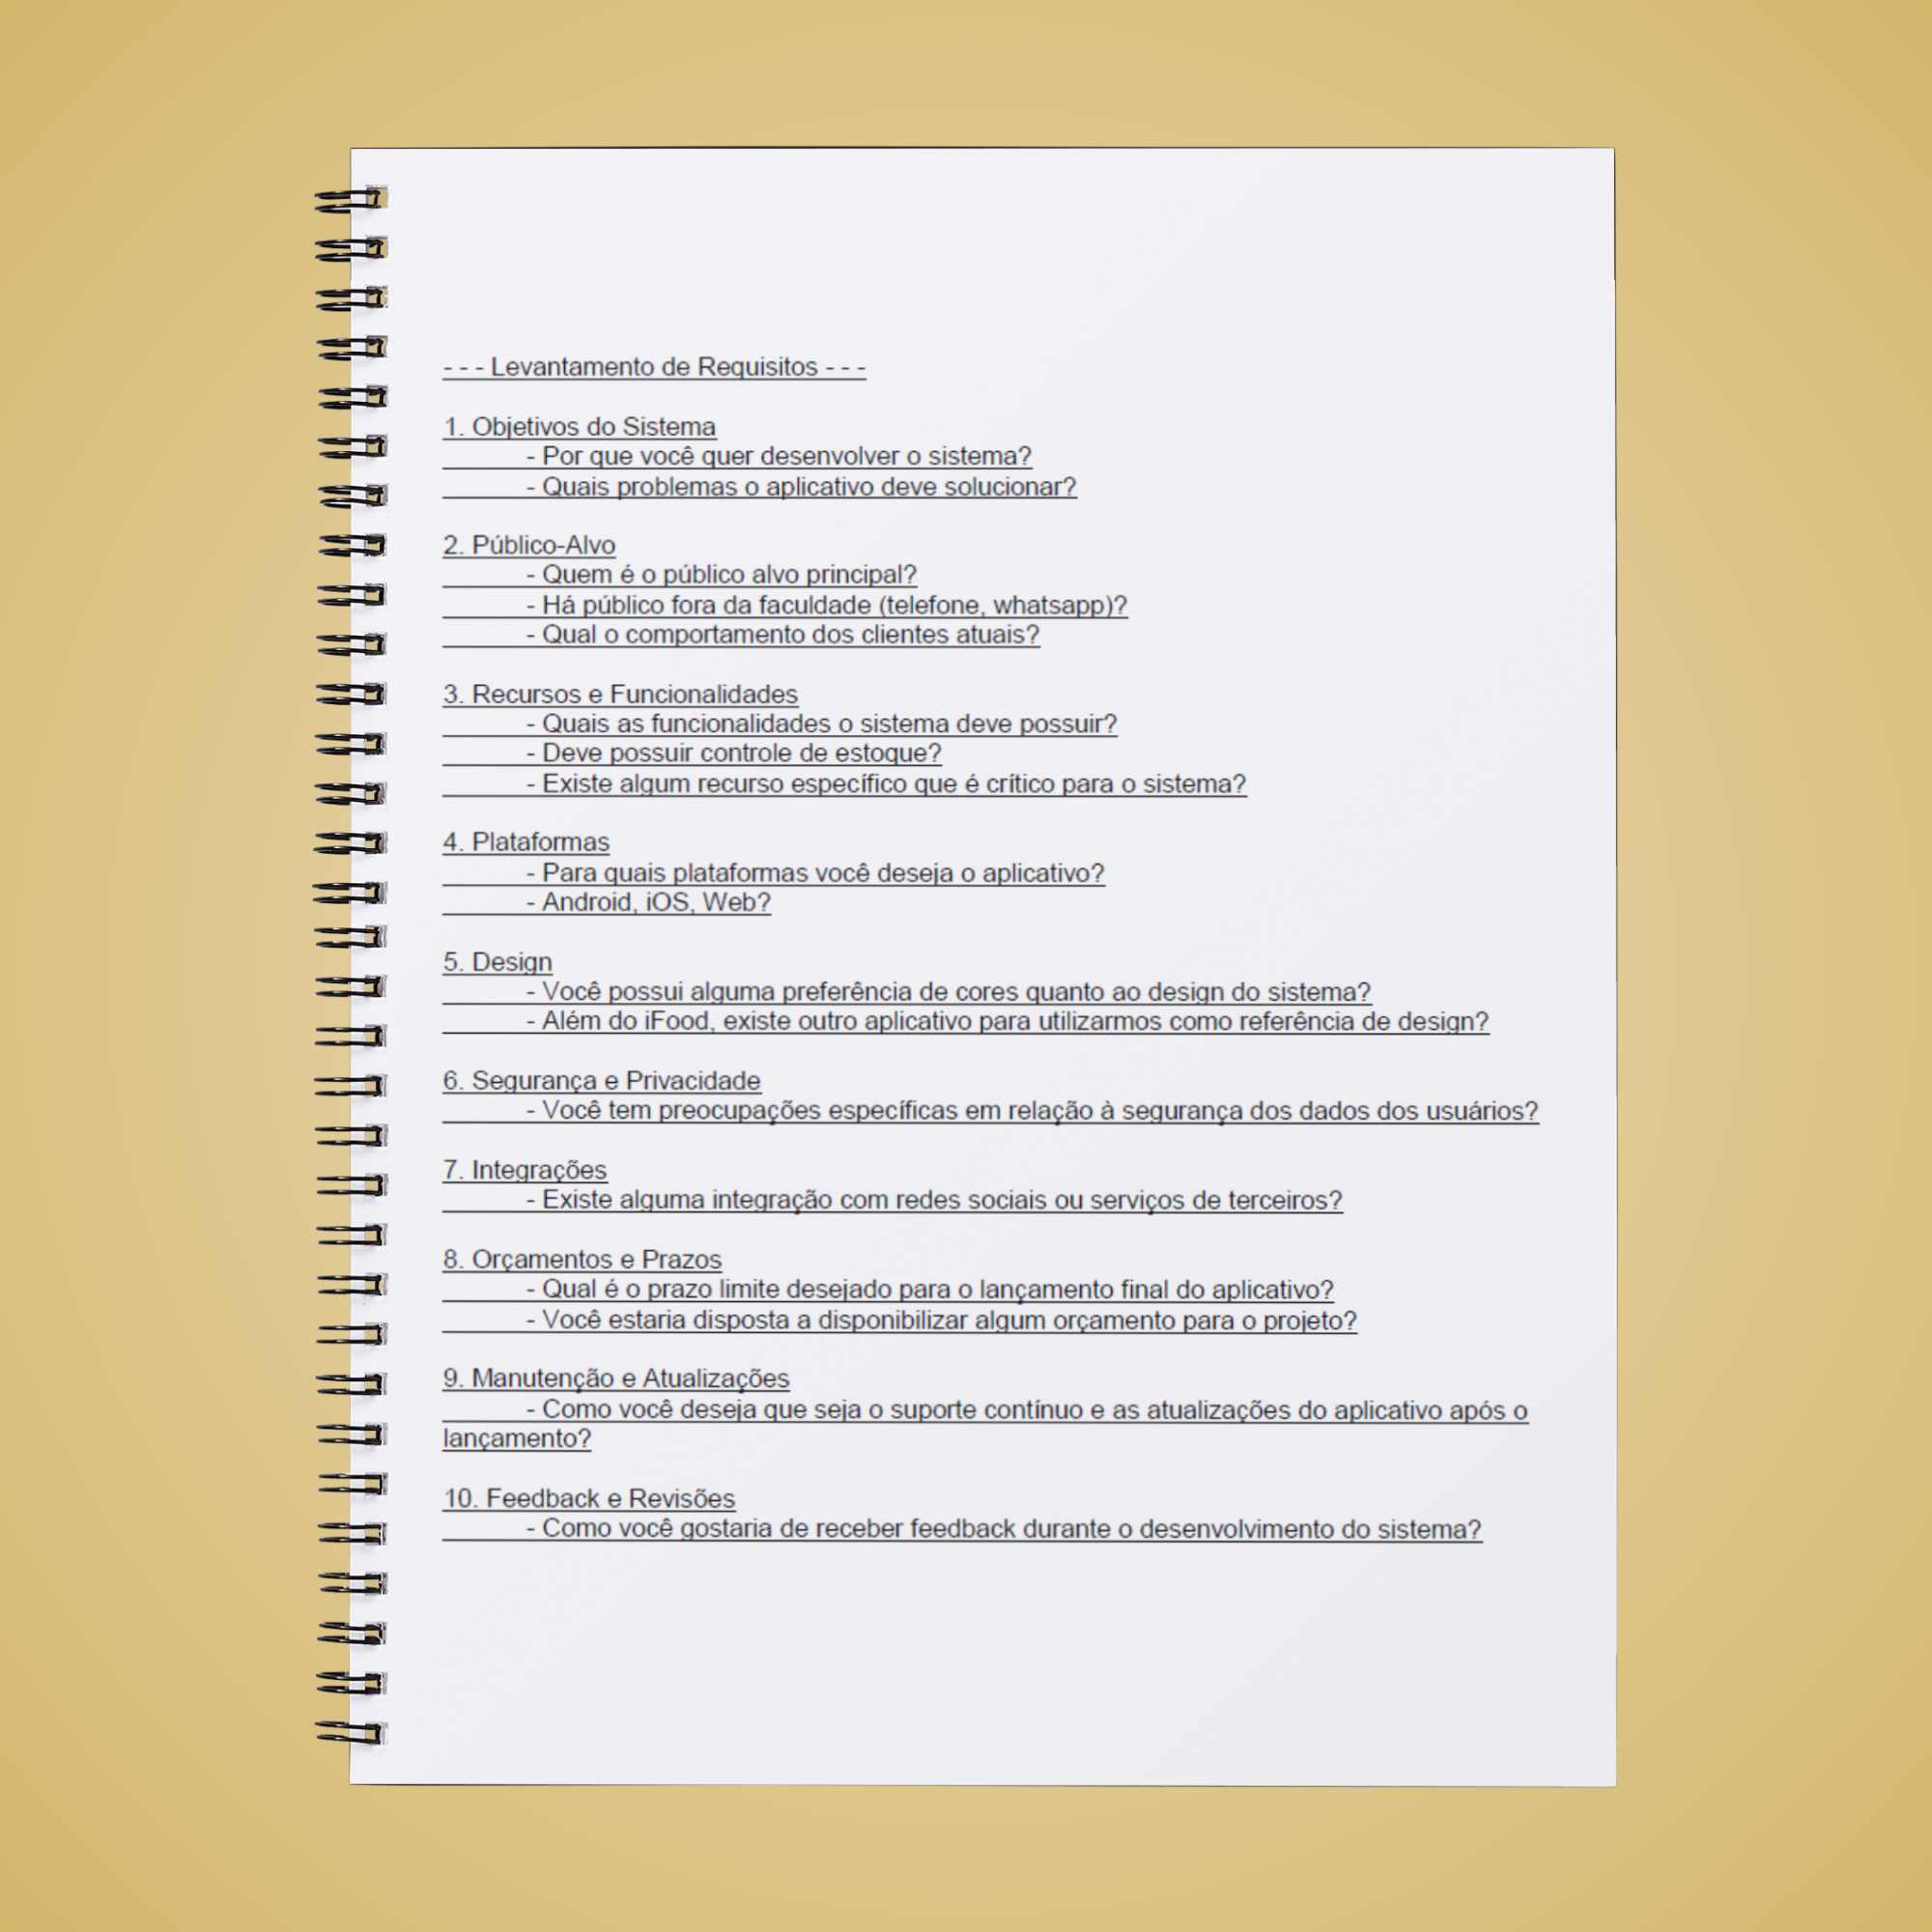 - - - Levantamento de Requisitos - - -
1. Objetivos do Sistema
- Por que você quer desenvolver o sistema?
- Quais problemas o aplicativo deve solucionar?
2. Público-Alvo
- Quem é o público alvo principal?
- Há público fora da faculdade (telefone, whatsapp)?
- Qual o comportamento dos clientes atuais?
3. Recursos e Funcionalidades
- Quais as funcionalidades o sistema deve possuir?
- Deve possuir controle de estoque?
- Existe algum recurso específico que é crítico para o sistema?
4. Plataformas
- Para quais plataformas você deseja o aplicativo?
- Android, iOS, Web?
5. Design
- Você possui alguma preferência de cores quanto ao design do sistema?
- Além do iFood, existe outro aplicativo para utilizarmos como referência de design?
6. Segurança e Privacidade
- Você tem preocupações específicas em relação à segurança dos dados dos usuários?
7. Integrações
- Existe alguma integração com redes sociais ou serviços de terceiros?
8. Orçamentos e Prazos
- Qual é o prazo limite desejado para o lançamento final do aplicativo?
- Você estaria disposta a disponibilizar algum orçamento para o projeto?
9. Manutenção e Atualizações
- Como você deseja que seja o suporte contínuo e as atualizações do aplicativo após o
lançamento?
10. Feedback e Revisões
- Como você gostaria de receber feedback durante o desenvolvimento do sistema?